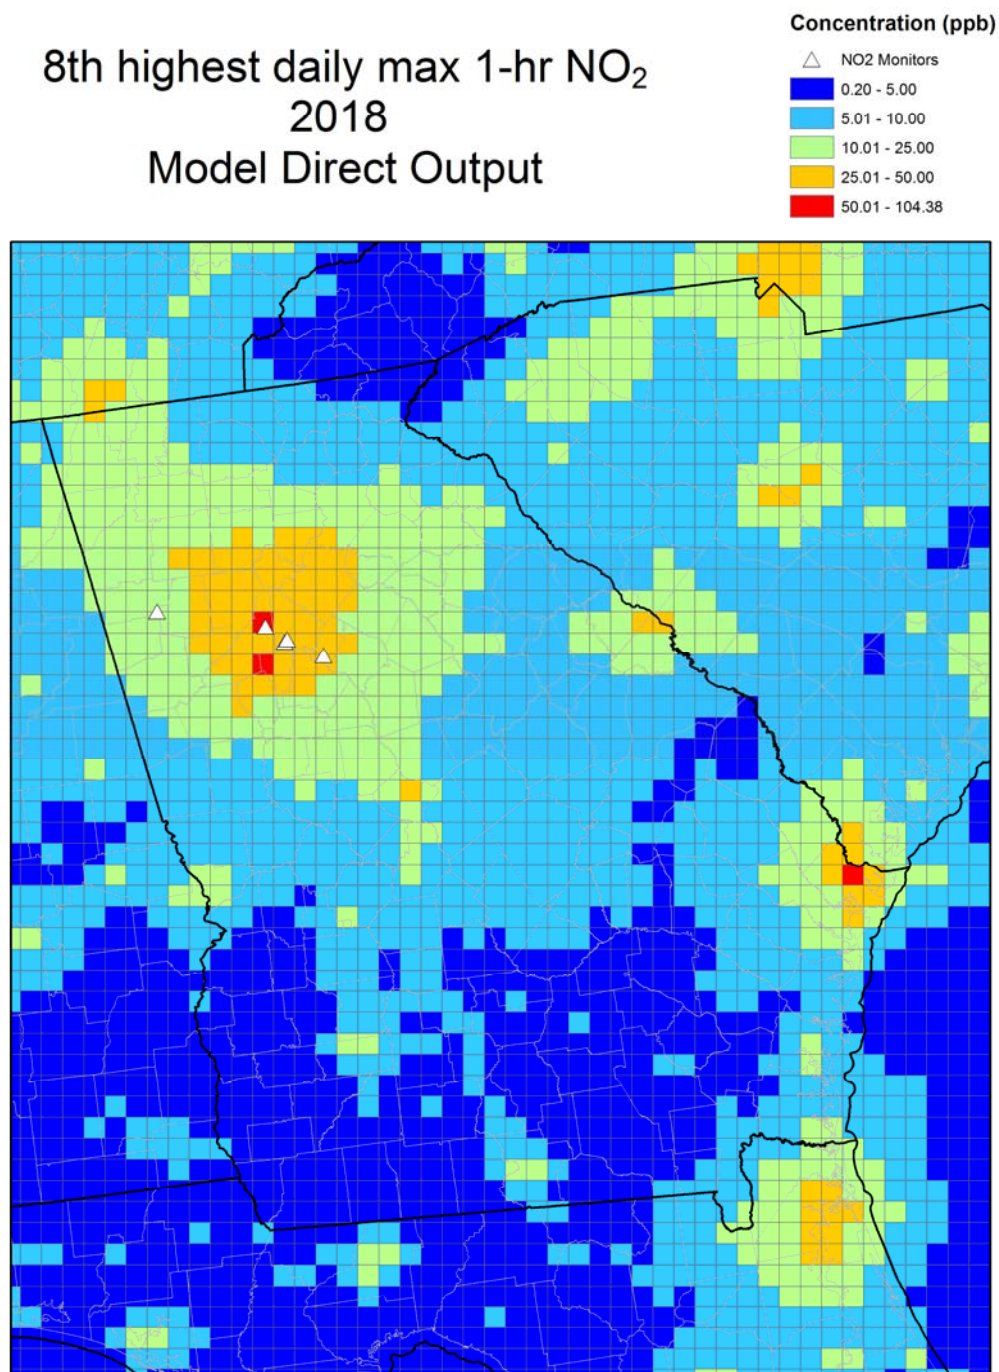 8th highest daily max 1-hr NO₂
2018
Model Direct Output
Concentration (ppb)
NO2 Monitors
0.20 - 5.00
5.01 - 10.00
10.01 - 25.00
25.01 - 50.00
50.01 - 104.38